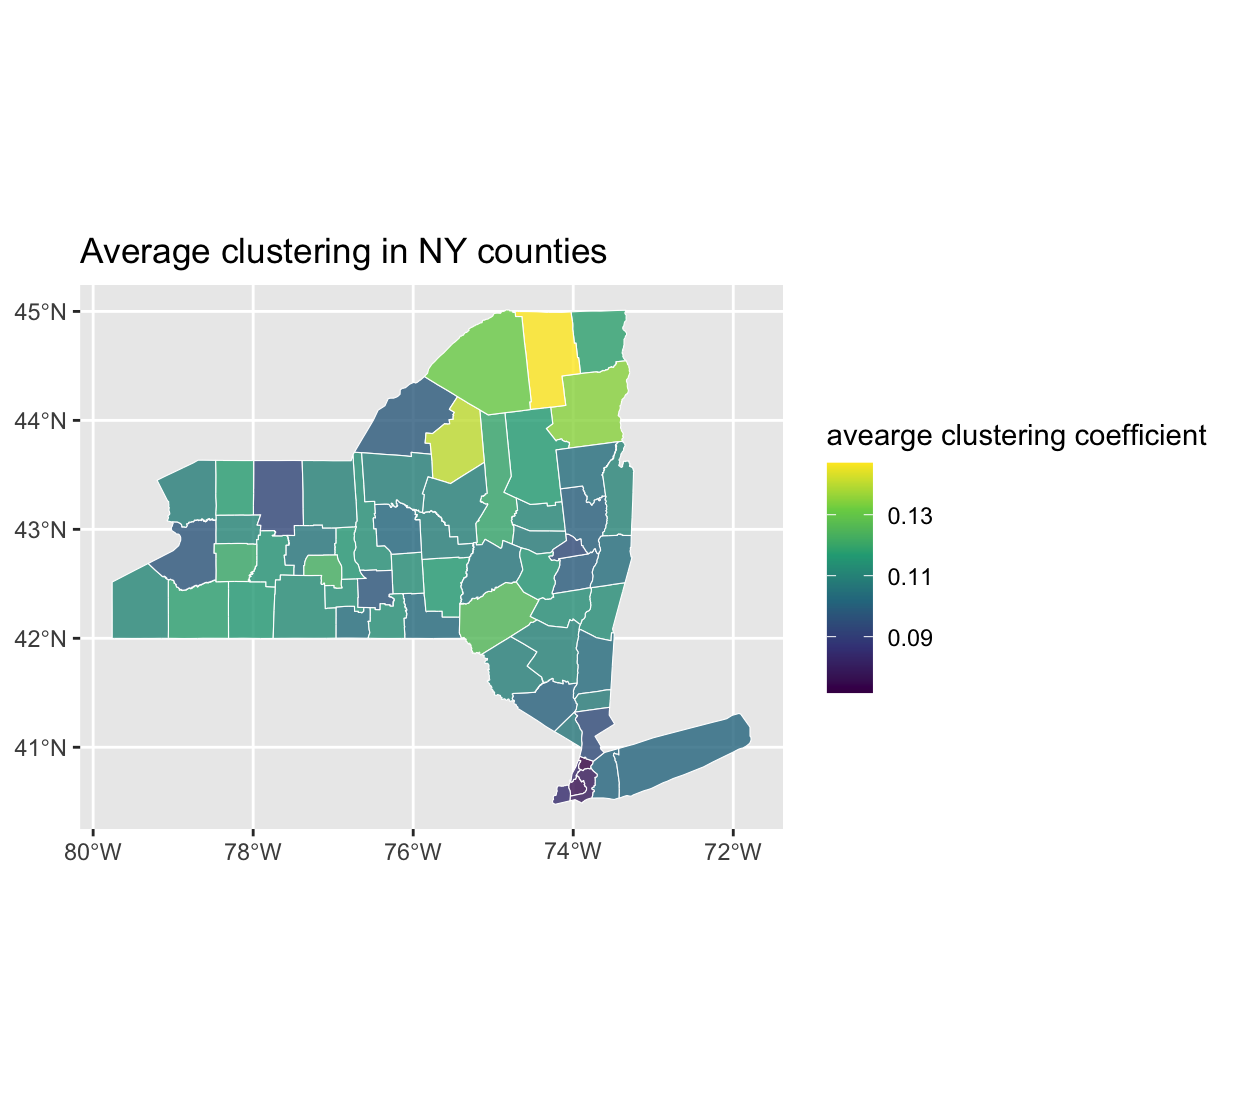 Average clustering in NY counties
45°N
44°N
43°N
42°N
41°N
80°W
78°W
76°W
74°W
72°W
avearge clustering coefficient
0.13
0.11
0.09